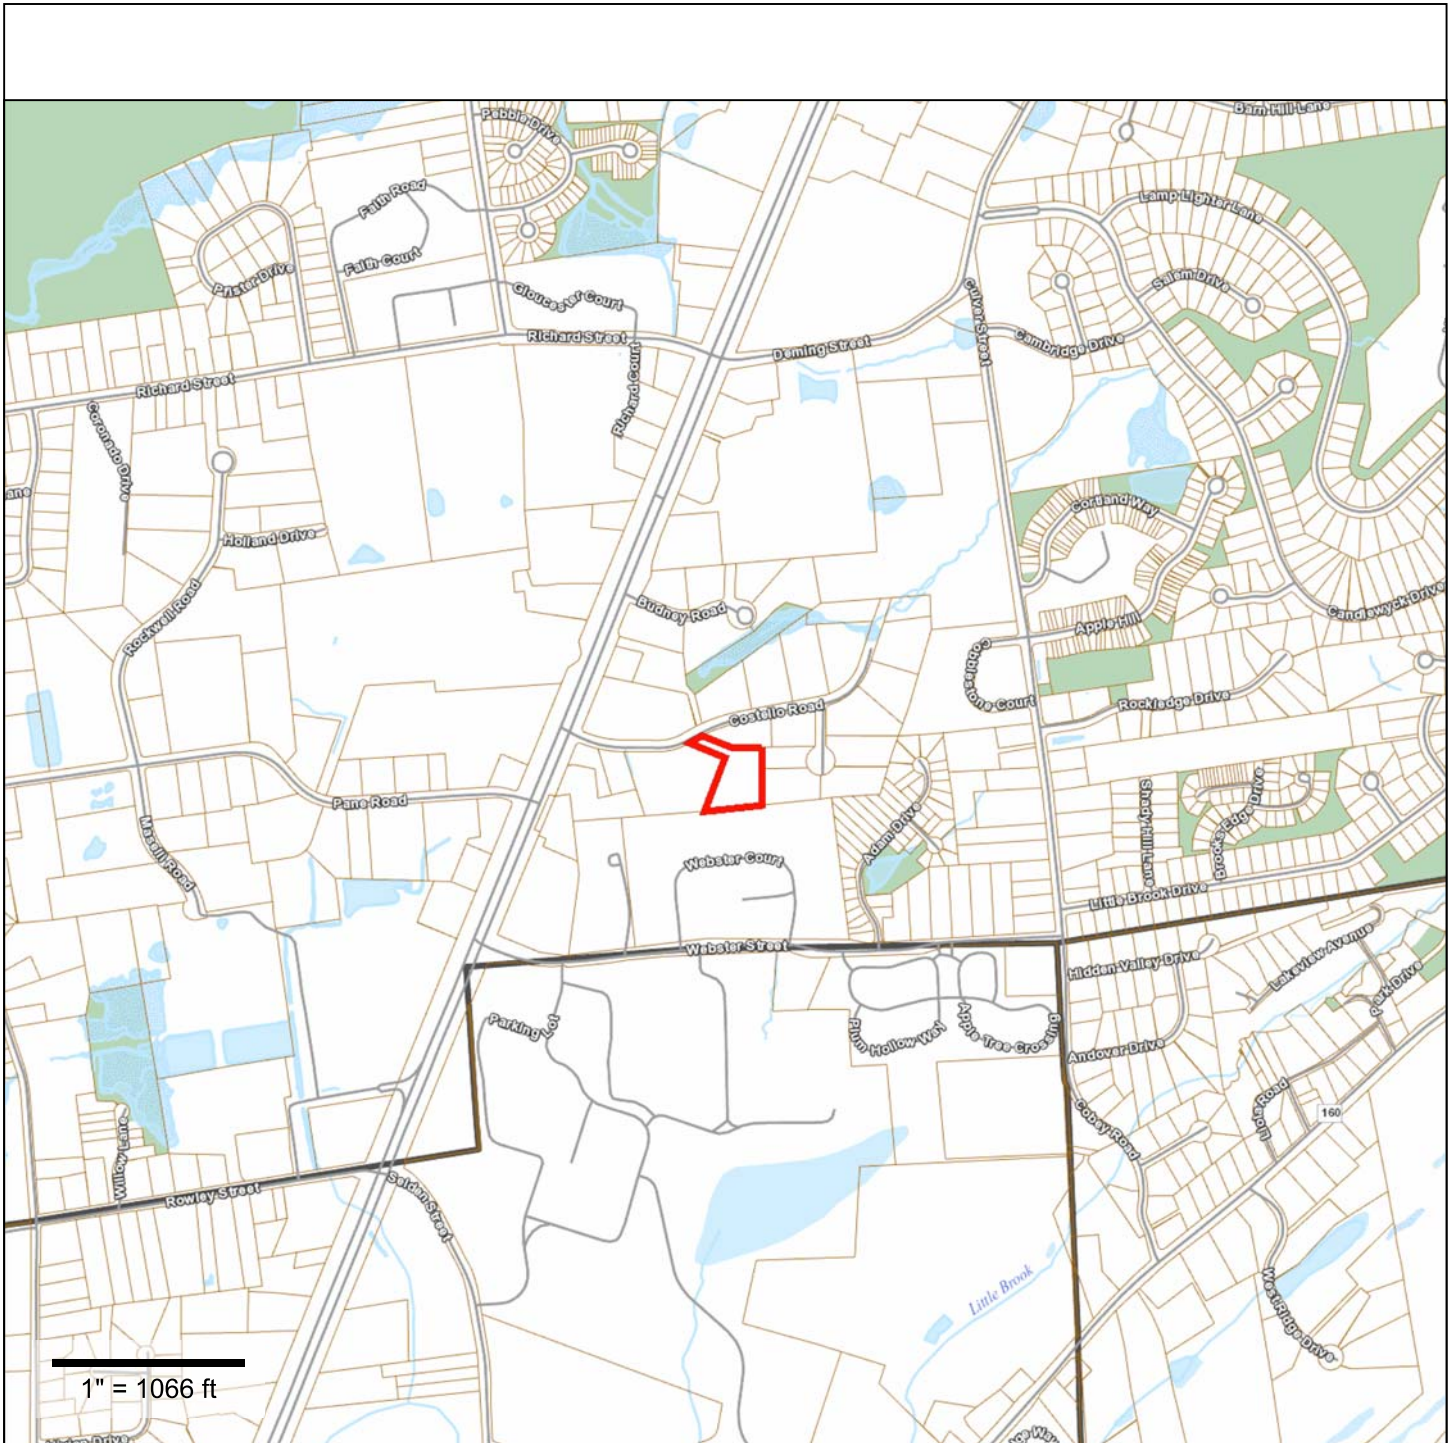 Barn Hill Lane
Pebble Drive
Faith Road
Lamp Lighter Lane
Faith Court
Pfister Drive
Salem Drive
Gloucester Court
Culver Street
Richard Street
Cambridge Drive
Deming Street
Richard Street
Richard Court
Coronado Drive
ane
Cortland Way
Holland Drive
Rockwell Road
Budney Road
Candlewyck Drive
Apple Hill
Cobblestone Court
Rockledge Drive
Costello Road
Pane Road
Shady Hill Lane
Brooks Edge Drive
Adam Drive
Maselli Road
Webster Court
Little Brook Drive
Webster Street
Hidden Valley Drive
Lakeview Avenue
Park Drive
Parking Lot
Plum Hollow Way
Apple Tree Crossing
Andover Drive
Cobey Road
Lola Road
160
Willow Lane
Rowley Street
Selden Street
Little Brook
West Ridge Drive
1" = 1066 ft